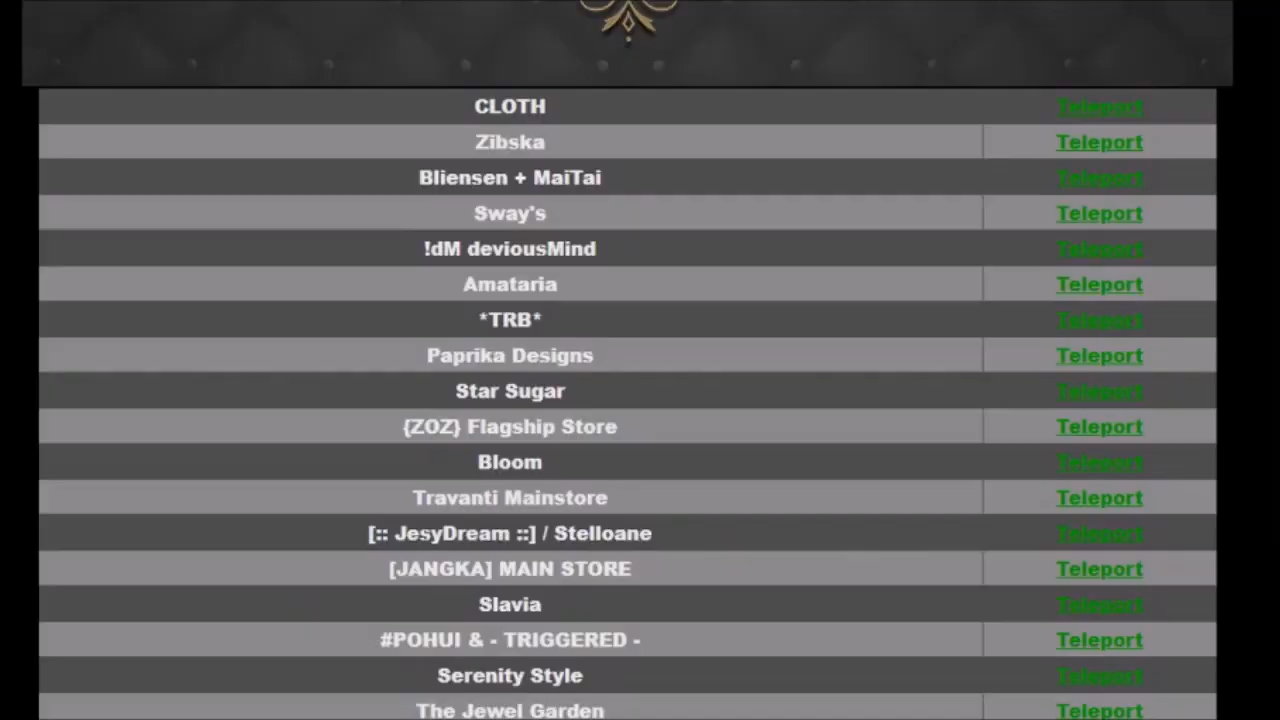 CLOTH Teleport
Zibska Teleport
Bliensen + MaiTai Teleport
Sway's Teleport
!dM deviousMind Teleport
Amataria Teleport
*TRB* Teleport
Paprika Designs Teleport
Star Sugar Teleport
{ZOZ} Flagship Store Teleport
Bloom Teleport
Travanti Mainstore Teleport
[:: JesyDream ::] / Stelloane Teleport
[JANGKA] MAIN STORE Teleport
Slavia Teleport
#POHUI & - TRIGGERED - Teleport
Serenity Style Teleport
The Jewel Garden Teleport